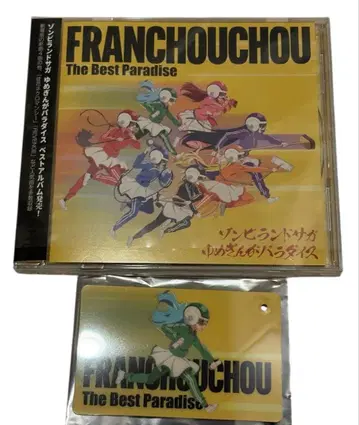 FRANCHOUCHOU
The Best Paradise
ゾンビランドサガ
ゆめぎんがパラダイス
ゾンビランドサガ ゆめぎんがパラダイス ベストアルバム発売!
FRANCHOUCHOU
The Best Paradise